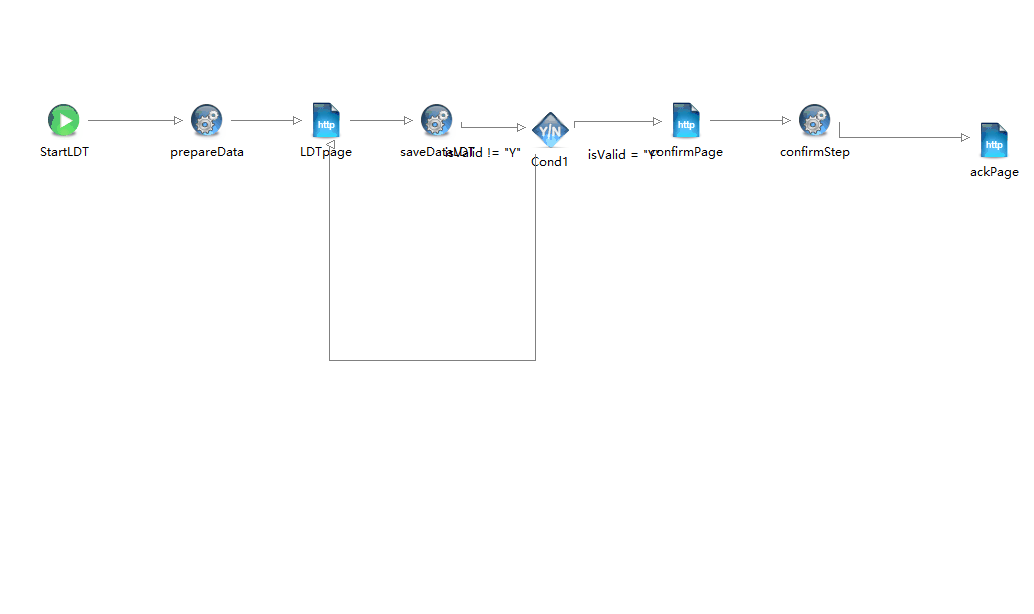 StartLDT
prepareData
http
LDTpage
saveDataLDT
isValid != "Y"
Y/N
Cond1
isValid = "Y"
http
confirmPage
confirmStep
http
ackPage